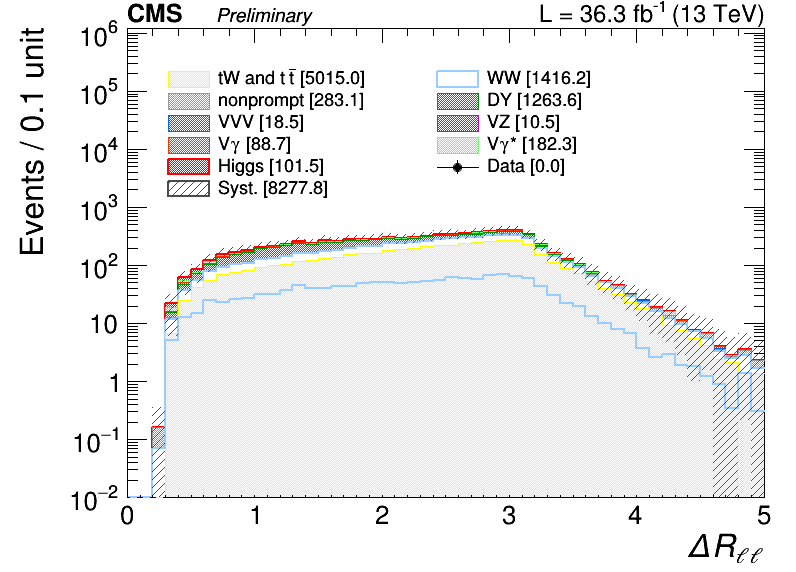 CMS Preliminary L = 36.3 fb⁻¹ (13 TeV)
Events / 0.1 unit
10⁶
10⁵
10⁴
10³
10²
10
1
10⁻¹
10⁻²
tW and tt̄ [5015.0]
nonprompt [283.1]
VVV [18.5]
Vγ [88.7]
Higgs [101.5]
Syst. [8277.8]
WW [1416.2]
DY [1263.6]
VZ [10.5]
Vγ* [182.3]
Data [0.0]
0 1 2 3 4 5
ΔR_ℓℓ